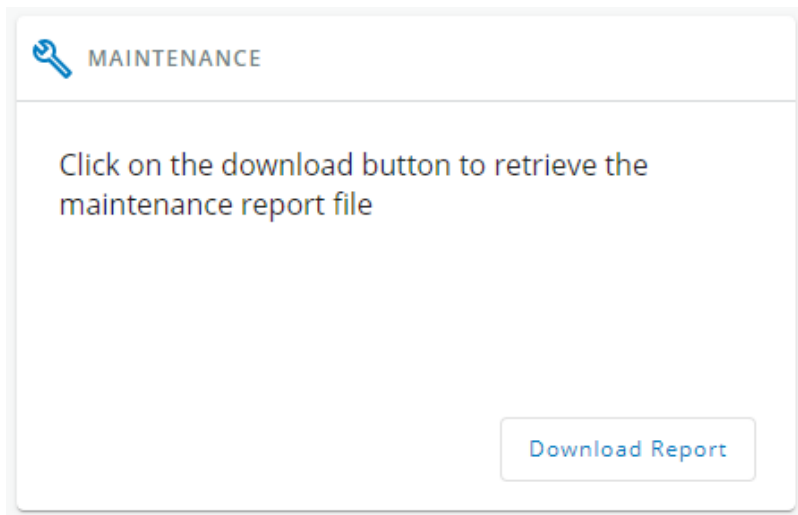 MAINTENANCE
Click on the download button to retrieve the
maintenance report file
Download Report